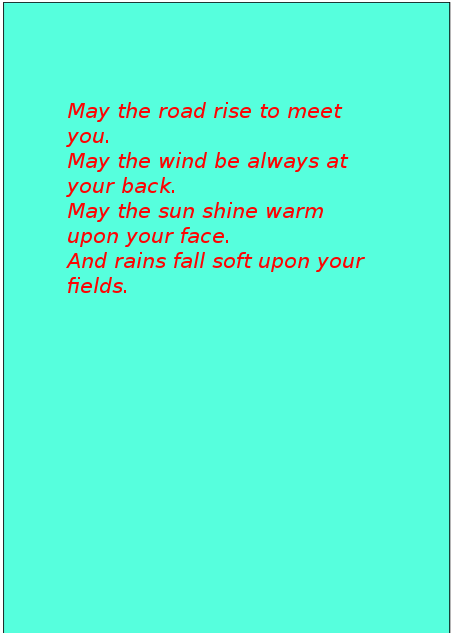 May the road rise to meet
you.
May the wind be always at
your back.
May the sun shine warm
upon your face.
And rains fall soft upon your
fields.